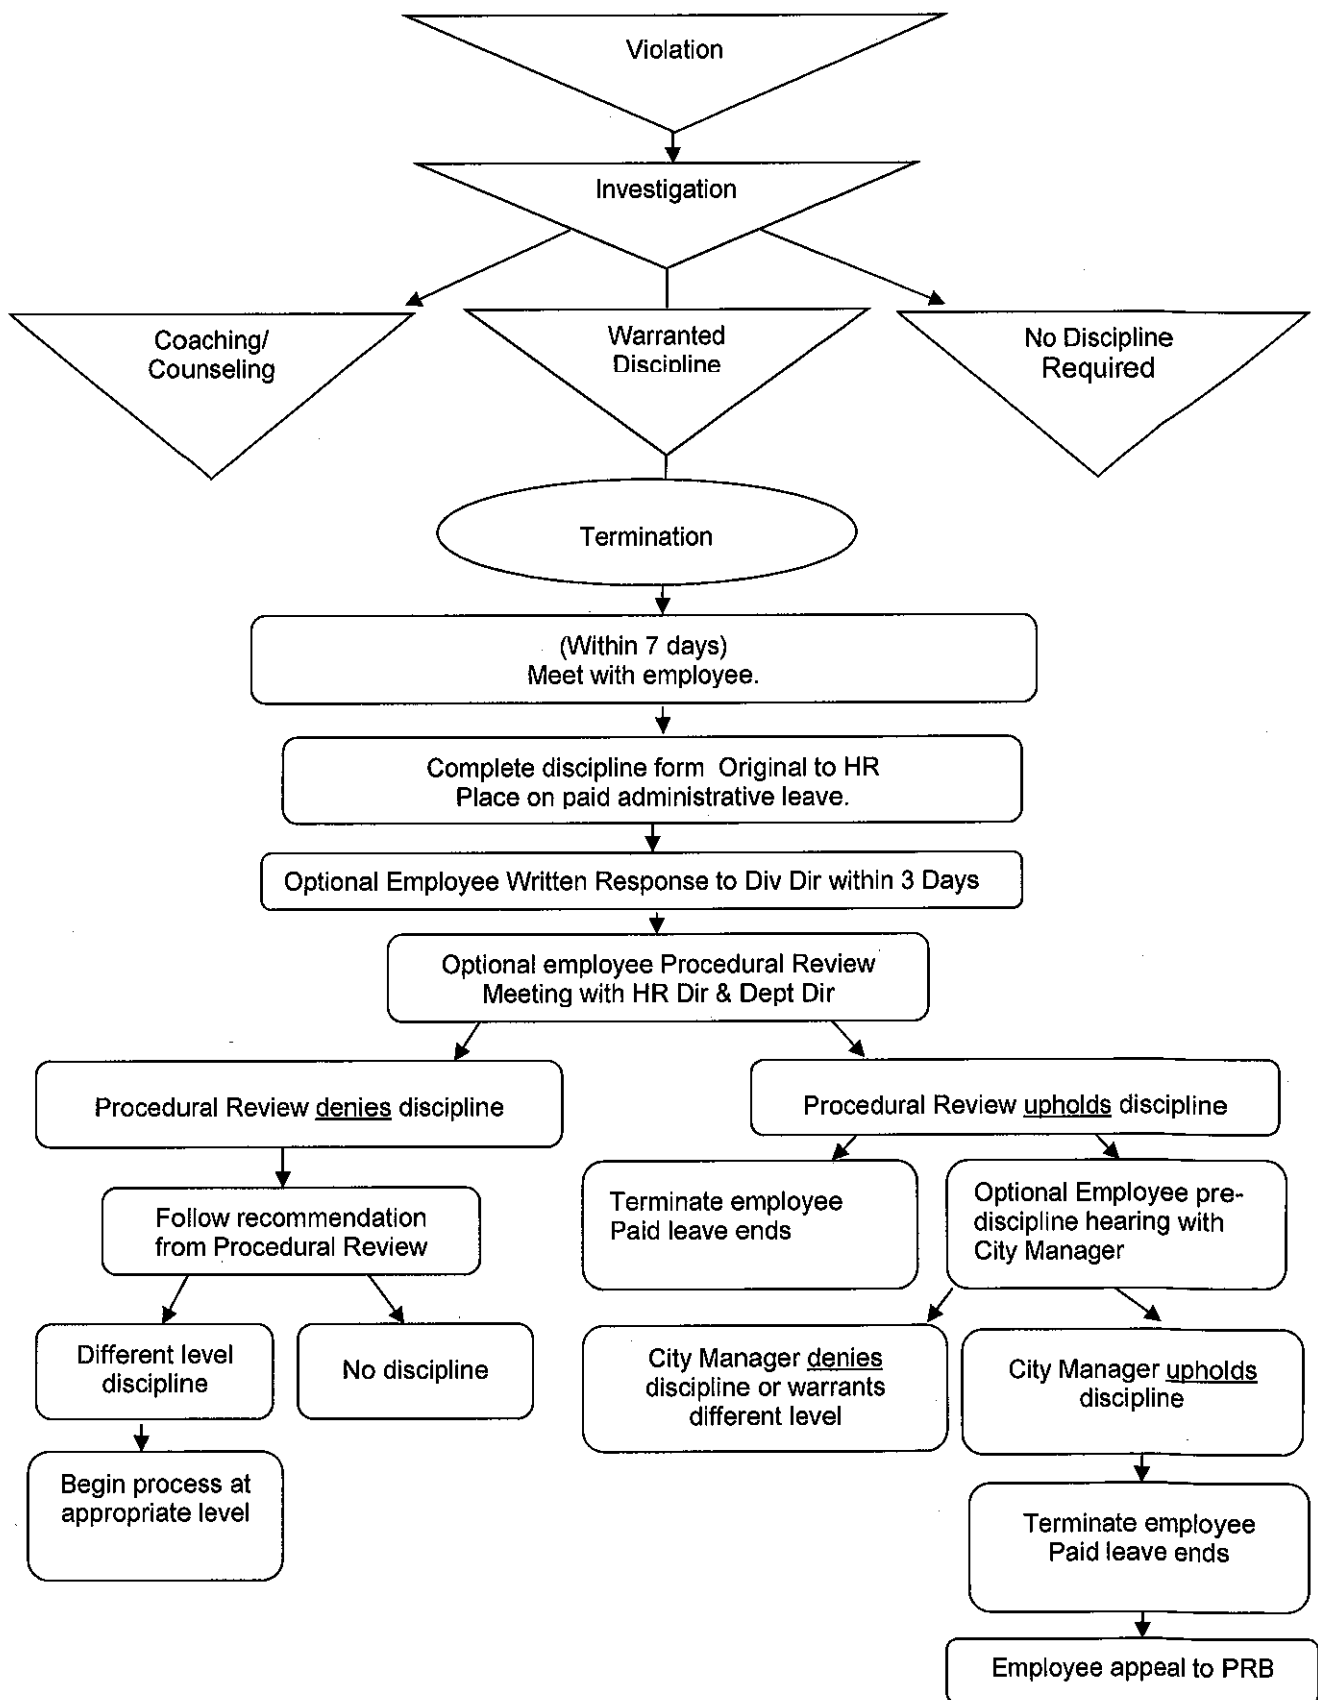 Violation
Investigation
Coaching/
Counseling
Warranted
Discipline
No Discipline
Required
Termination
(Within 7 days)
Meet with employee.
Complete discipline form  Original to HR
Place on paid administrative leave.
Optional Employee Written Response to Div Dir within 3 Days
Optional employee Procedural Review
Meeting with HR Dir & Dept Dir
Procedural Review denies discipline
Procedural Review upholds discipline
Follow recommendation
from Procedural Review
Terminate employee
Paid leave ends
Optional Employee pre-
discipline hearing with
City Manager
Different level
discipline
No discipline
City Manager denies
discipline or warrants
different level
City Manager upholds
discipline
Begin process at
appropriate level
Terminate employee
Paid leave ends
Employee appeal to PRB